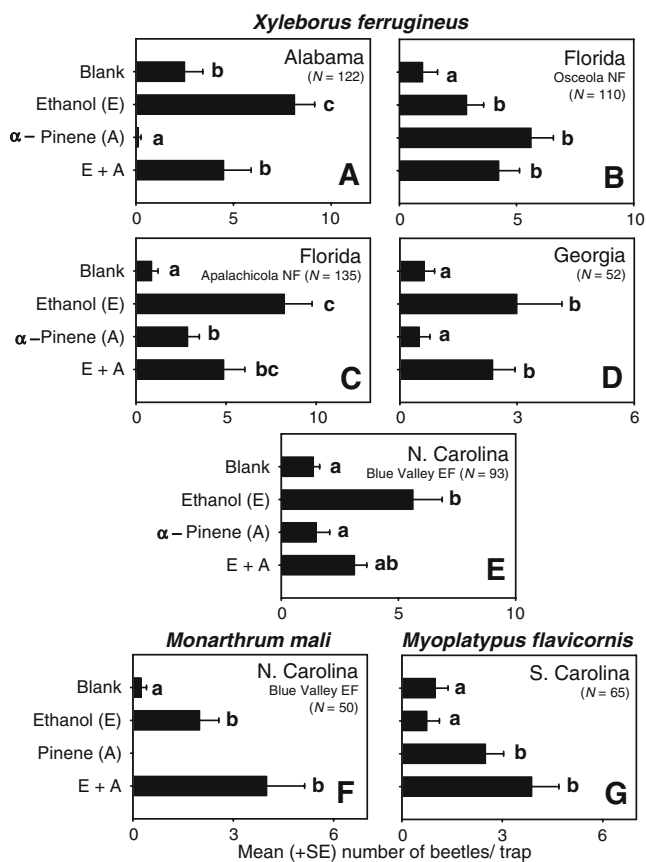 Xyleborus ferrugineus
Alabama
(N = 122)
Blank
b
Ethanol (E)
c
α – Pinene (A)
a
E + A
b
A
0 5 10
Florida
Osceola NF
(N = 110)
a
b
b
b
B
0 5 10
Florida
Apalachicola NF (N = 135)
Blank
a
Ethanol (E)
c
α –Pinene (A)
b
E + A
bc
C
0 5 10
Georgia
(N = 52)
a
b
a
b
D
0 3 6
N. Carolina
Blue Valley EF (N = 93)
Blank
a
Ethanol (E)
b
α – Pinene (A)
a
E + A
ab
E
0 5 10
Monarthrum mali
N. Carolina
Blue Valley EF
(N = 50)
Blank
a
Ethanol (E)
b
Pinene (A)
E + A
b
F
0 3 6
Myoplatypus flavicornis
S. Carolina
(N = 65)
a
a
b
b
G
0 3 6
Mean (+SE) number of beetles/ trap